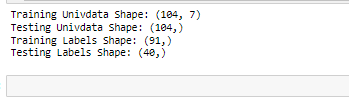 Training Univdata Shape: (104, 7)
Testing Univdata Shape: (104,)
Training Labels Shape: (91,)
Testing Labels Shape: (40,)